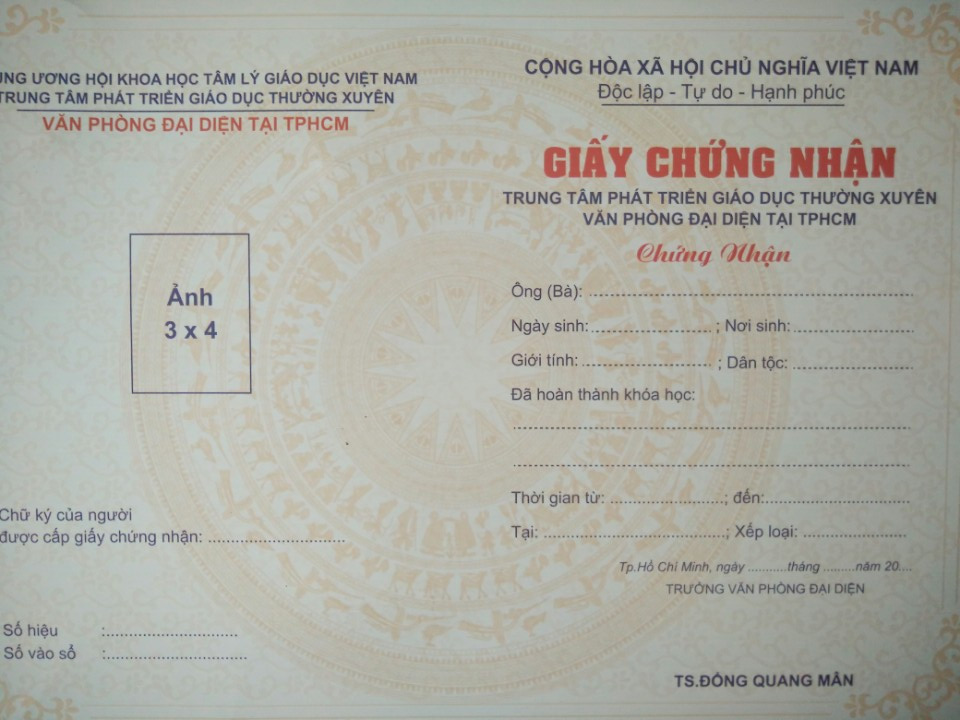 ƯNG ƯƠNG HỘI KHOA HỌC TÂM LÝ GIÁO DỤC VIỆT NAM
TRUNG TÂM PHÁT TRIỂN GIÁO DỤC THƯỜNG XUYÊN
VĂN PHÒNG ĐẠI DIỆN TẠI TPHCM
Ảnh
3 x 4
Chữ ký của người
được cấp giấy chứng nhận: ..........................
Số hiệu :..........................
Số vào sổ :............................
CỘNG HÒA XÃ HỘI CHỦ NGHĨA VIỆT NAM
Độc lập - Tự do - Hạnh phúc
GIẤY CHỨNG NHẬN
TRUNG TÂM PHÁT TRIỂN GIÁO DỤC THƯỜNG XUYÊN
VĂN PHÒNG ĐẠI DIỆN TẠI TPHCM
Chứng Nhận
Ông (Bà): ..........................................................
Ngày sinh:........................ ; Nơi sinh:........................
Giới tính: .......................... ; Dân tộc: ........................
Đã hoàn thành khóa học:
........................................................................
........................................................................
Thời gian từ: ......................; đến:............................
Tại: ...................................; Xếp loại: ....................
Tp.Hồ Chí Minh, ngày ..........tháng ........năm 20....
TRƯỞNG VĂN PHÒNG ĐẠI DIỆN
TS.ĐỒNG QUANG MÂN